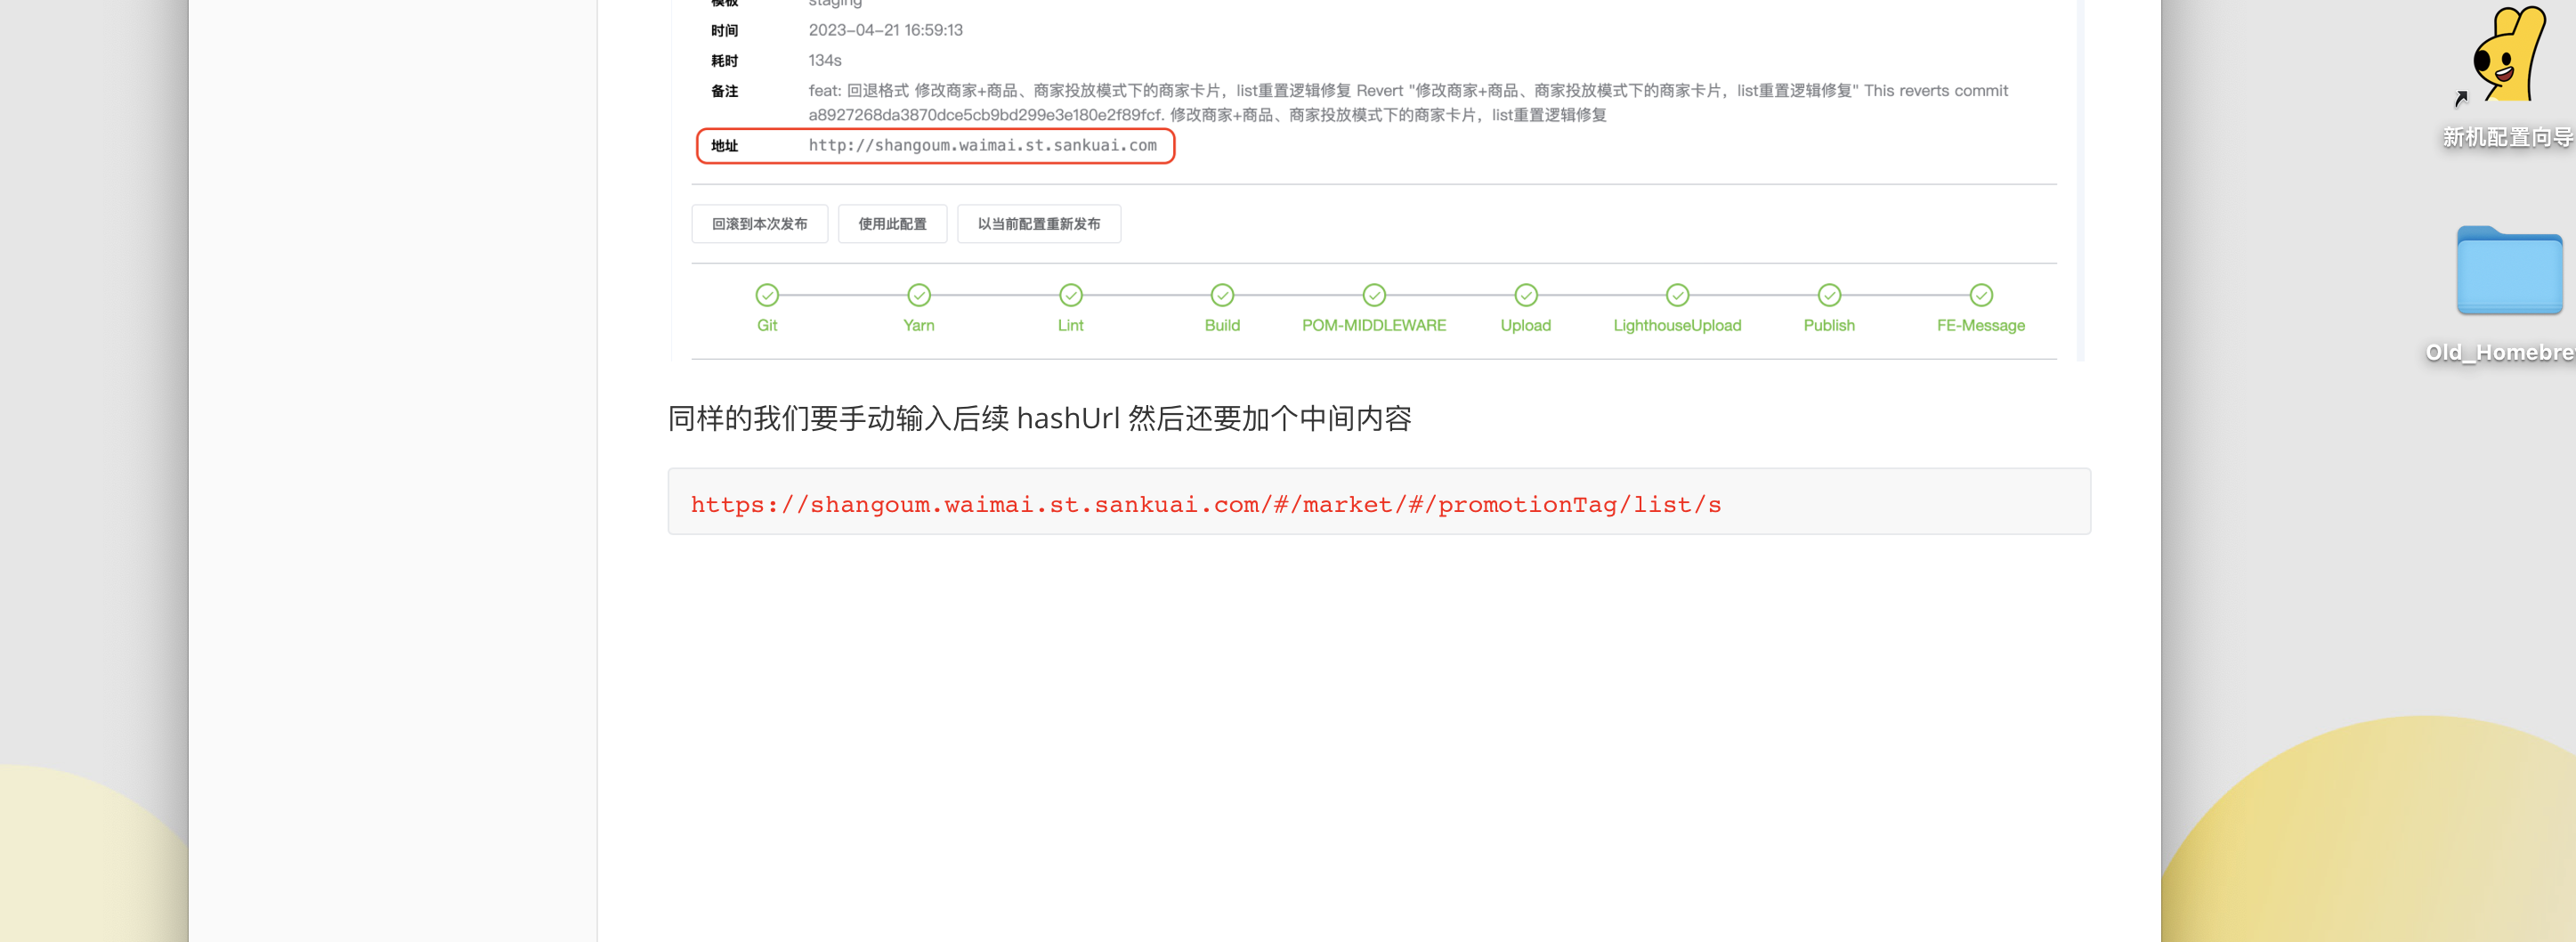 模板 staging
时间 2023-04-21 16:59:13
耗时 134s
备注 feat: 回退格式 修改商家+商品、商家投放模式下的商家卡片，list重置逻辑修复 Revert "修改商家+商品、商家投放模式下的商家卡片，list重置逻辑修复" This reverts commit
a8927268da3870dce5cb9bd299e3e180e2f89fcf. 修改商家+商品、商家投放模式下的商家卡片，list重置逻辑修复
地址 http://shangoum.waimai.st.sankuai.com
回滚到本次发布 使用此配置 以当前配置重新发布
Git Yarn Lint Build POM-MIDDLEWARE Upload LighthouseUpload Publish FE-Message
同样的我们要手动输入后续 hashUrl 然后还要加个中间内容
https://shangoum.waimai.st.sankuai.com/#/market/#/promotionTag/list/s
新机配置向导
Old_Homebre